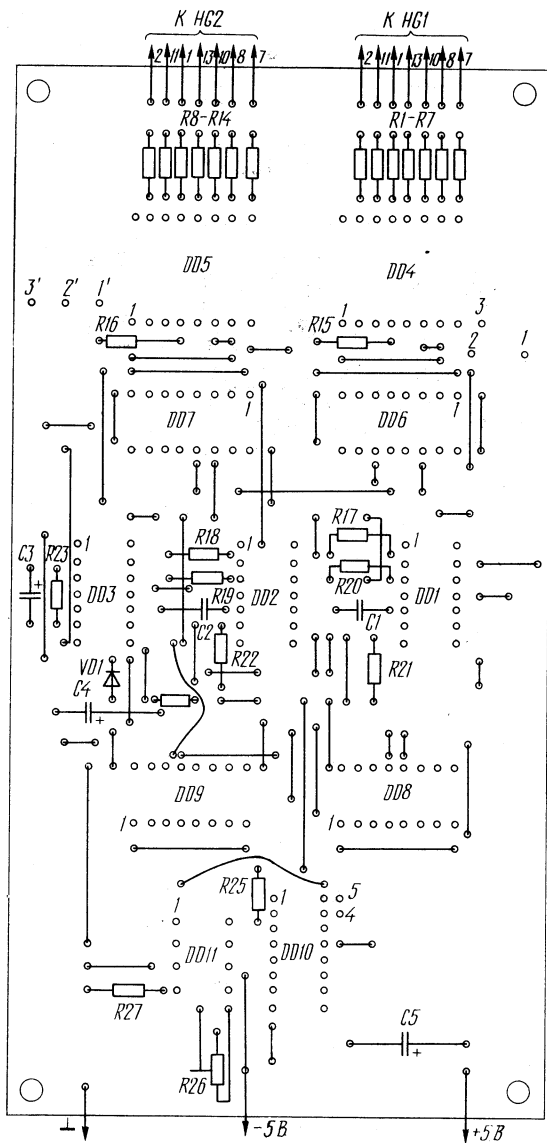 К HG2 К HG1
2 11 1 13 10 8 7 2 11 1 13 10 8 7
R8–R14 R1–R7
DD5 DD4
3' 2' 1'
1 1 3
R16 R15 2 1
DD7 1 DD6 1
C3 R23 1 R18 1 R17 1
DD3 R19 DD2 R20 DD1
C2 C1
VD1 R22 R21
C4
+
DD9 DD8
1 1
R25 1 5
1 4
DD11 DD10
R27
C5
+
R26
⊥ -5В +5В